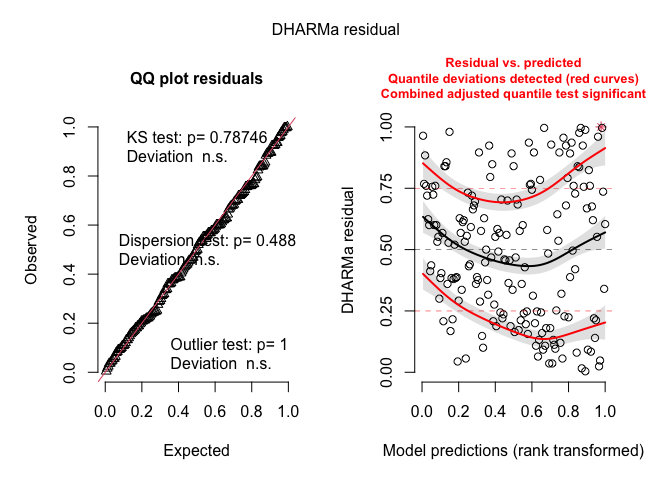 DHARMa residual
QQ plot residuals
KS test: p= 0.78746
Deviation n.s.
Dispersion test: p= 0.488
Deviation n.s.
Outlier test: p= 1
Deviation n.s.
Observed
0.0 0.2 0.4 0.6 0.8 1.0
0.0 0.2 0.4 0.6 0.8 1.0
Expected
Residual vs. predicted
Quantile deviations detected (red curves)
Combined adjusted quantile test significant
DHARMa residual
0.00 0.25 0.50 0.75 1.00
0.0 0.2 0.4 0.6 0.8 1.0
Model predictions (rank transformed)